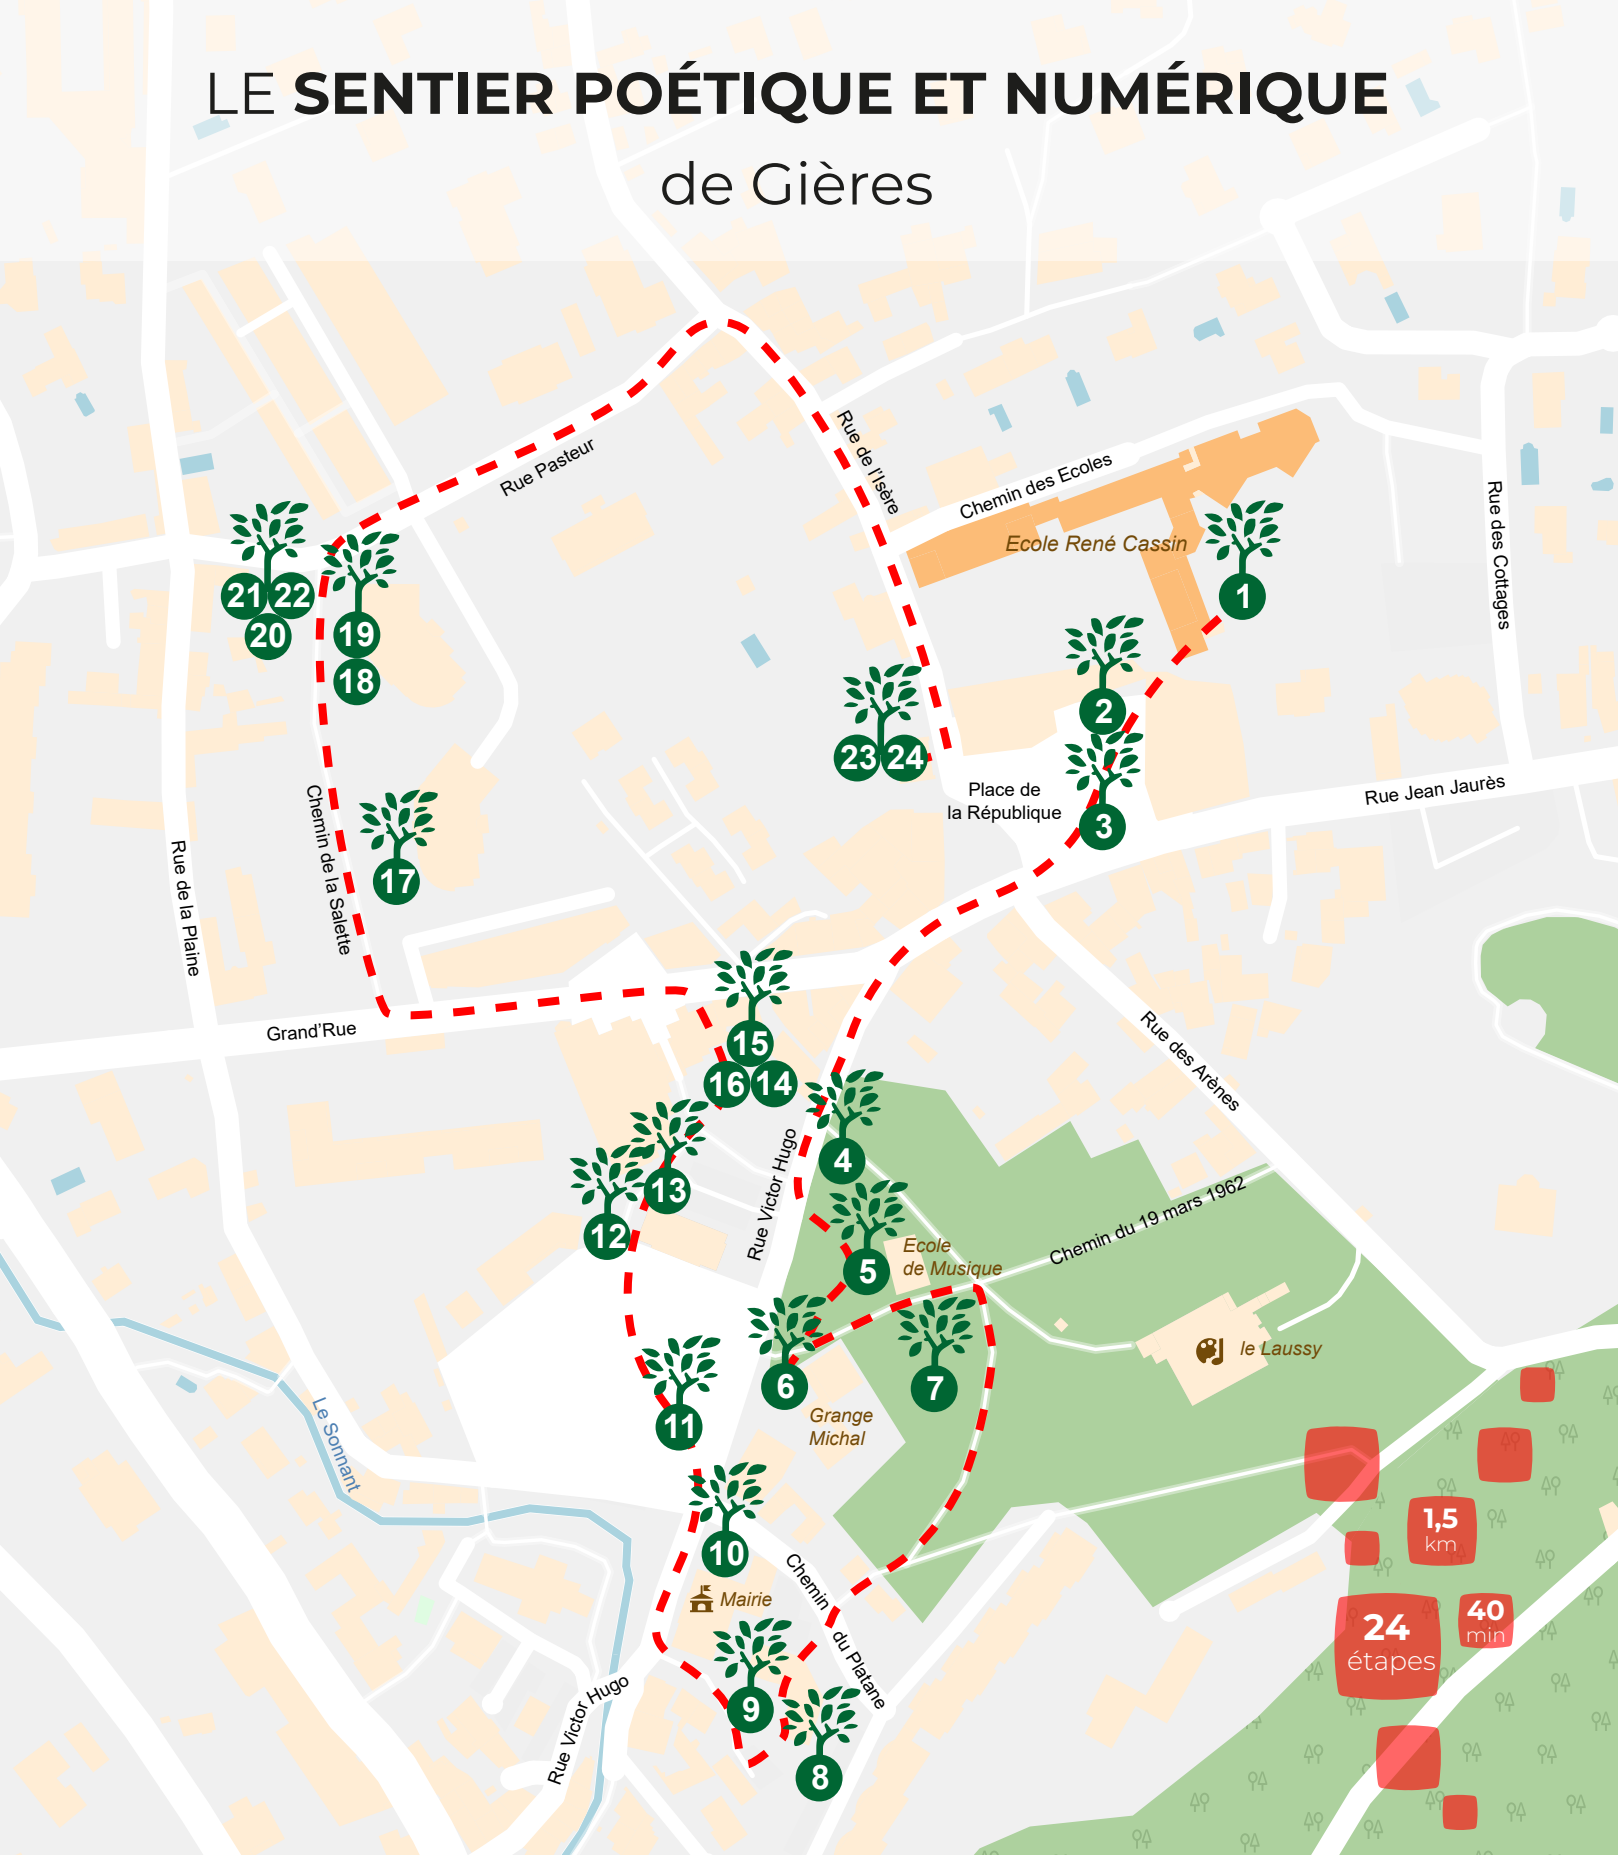 LE SENTIER POÉTIQUE ET NUMÉRIQUE
de Gières
Rue Pasteur
Rue de l'Isère
Chemin des Ecoles
Ecole René Cassin
Rue des Cottages
1
2
3
21 22
20
19
18
23 24
Place de
la République
Rue Jean Jaurès
Chemin de la Salette
17
Rue de la Plaine
Grand'Rue
15
16 14
13
12
Rue Victor Hugo
4
5
Ecole
de Musique
Chemin du 19 mars 1962
Rue des Arènes
le Laussy
6
7
Grange
Michal
11
Le Sonnant
10
Mairie
Chemin du Platane
9
8
Rue Victor Hugo
1,5
km
24
étapes
40
min